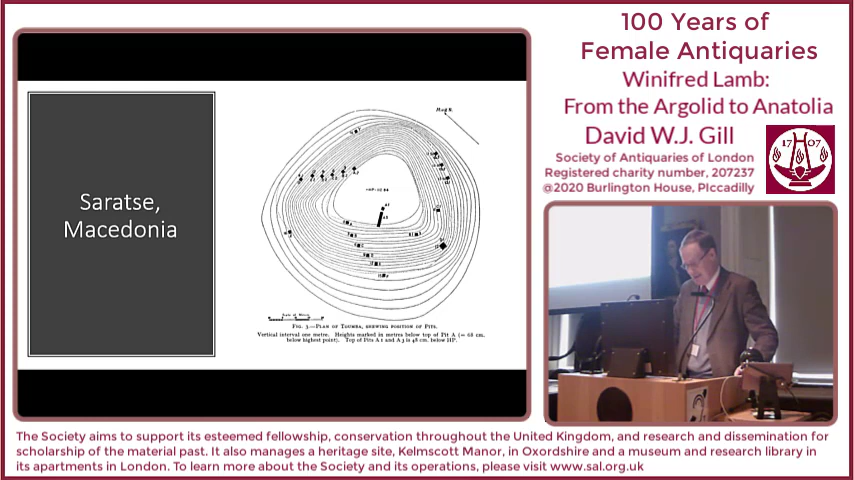 Saratse,
Macedonia
Mag N.
FIG. 3.—PLAN OF TOUMBA, SHEWING POSITION OF PITS.
Vertical interval one metre. Heights marked in metres below top of Pit A (= 68 cm.
below highest point). Top of Pits A 1 and A 3 is 48 cm. below HP.
100 Years of
Female Antiquaries
Winifred Lamb:
From the Argolid to Anatolia
David W.J. Gill
Society of Antiquaries of London
Registered charity number, 207237
@2020 Burlington House, PIccadilly
17 07
The Society aims to support its esteemed fellowship, conservation throughout the United Kingdom, and research and dissemination for
scholarship of the material past. It also manages a heritage site, Kelmscott Manor, in Oxordshire and a museum and research library in
its apartments in London. To learn more about the Society and its operations, please visit www.sal.org.uk